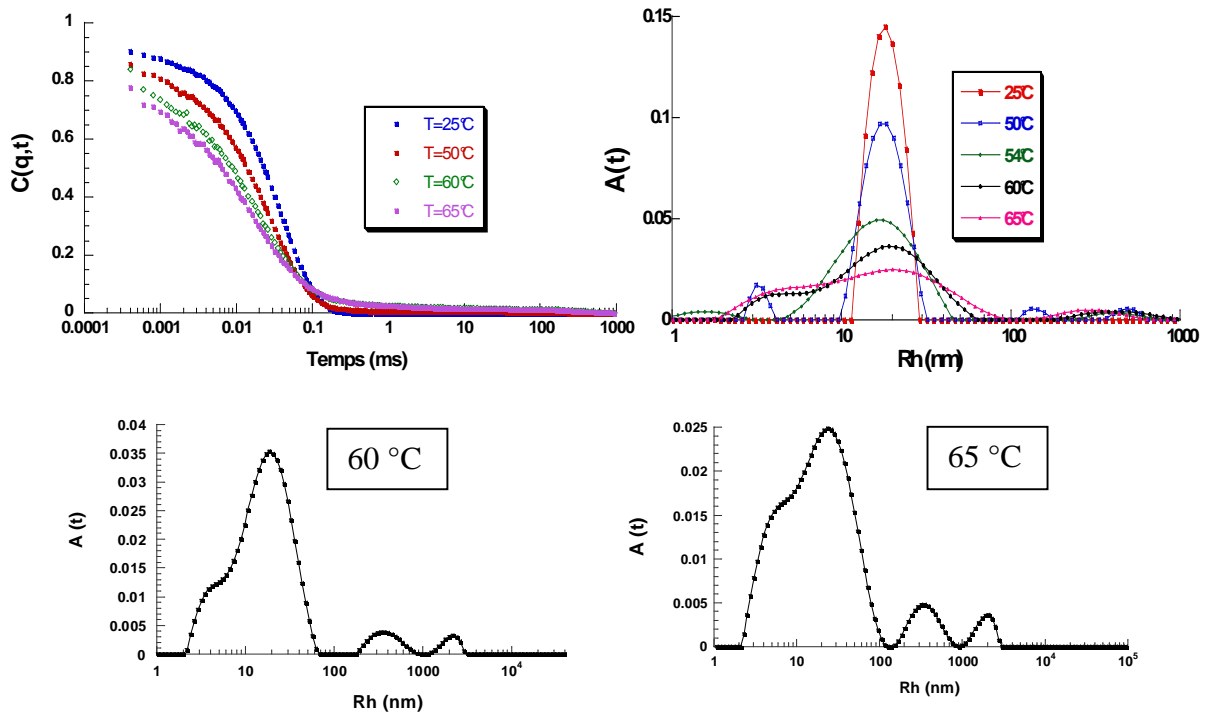 C(q,t)
1
0.8
0.6
0.4
0.2
0
0.0001 0.001 0.01 0.1 1 10 100 1000
Temps (ms)
T=25°C
T=50°C
T=60°C
T=65°C
A(t)
0.15
0.1
0.05
0
1 10 100 1000
Rh (nm)
25°C
50°C
54°C
60°C
65°C
A (t)
0.04
0.035
0.03
0.025
0.02
0.015
0.01
0.005
0
1 10 100 1000 10⁴
Rh (nm)
60 °C
A (t)
0.025
0.02
0.015
0.01
0.005
0
1 10 100 1000 10⁴ 10⁵
Rh (nm)
65 °C